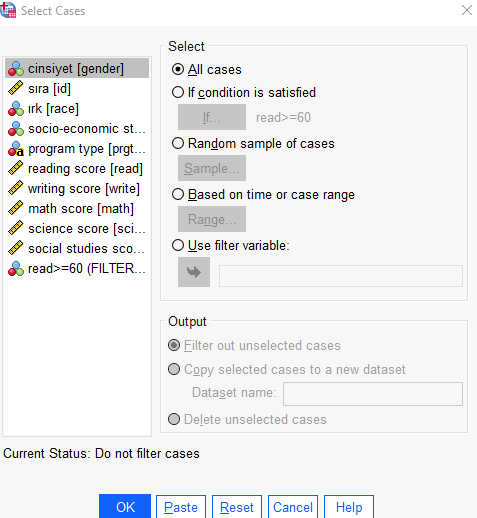 Select Cases
cinsiyet [gender]
sıra [id]
ırk [race]
socio-economic st...
program type [prgt...
reading score [read]
writing score [write]
math score [math]
science score [sci...
social studies sco...
read>=60 (FILTER...
Select
All cases
If condition is satisfied
If... read>=60
Random sample of cases
Sample...
Based on time or case range
Range...
Use filter variable:
Output
Filter out unselected cases
Copy selected cases to a new dataset
Dataset name:
Delete unselected cases
Current Status: Do not filter cases
OK Paste Reset Cancel Help